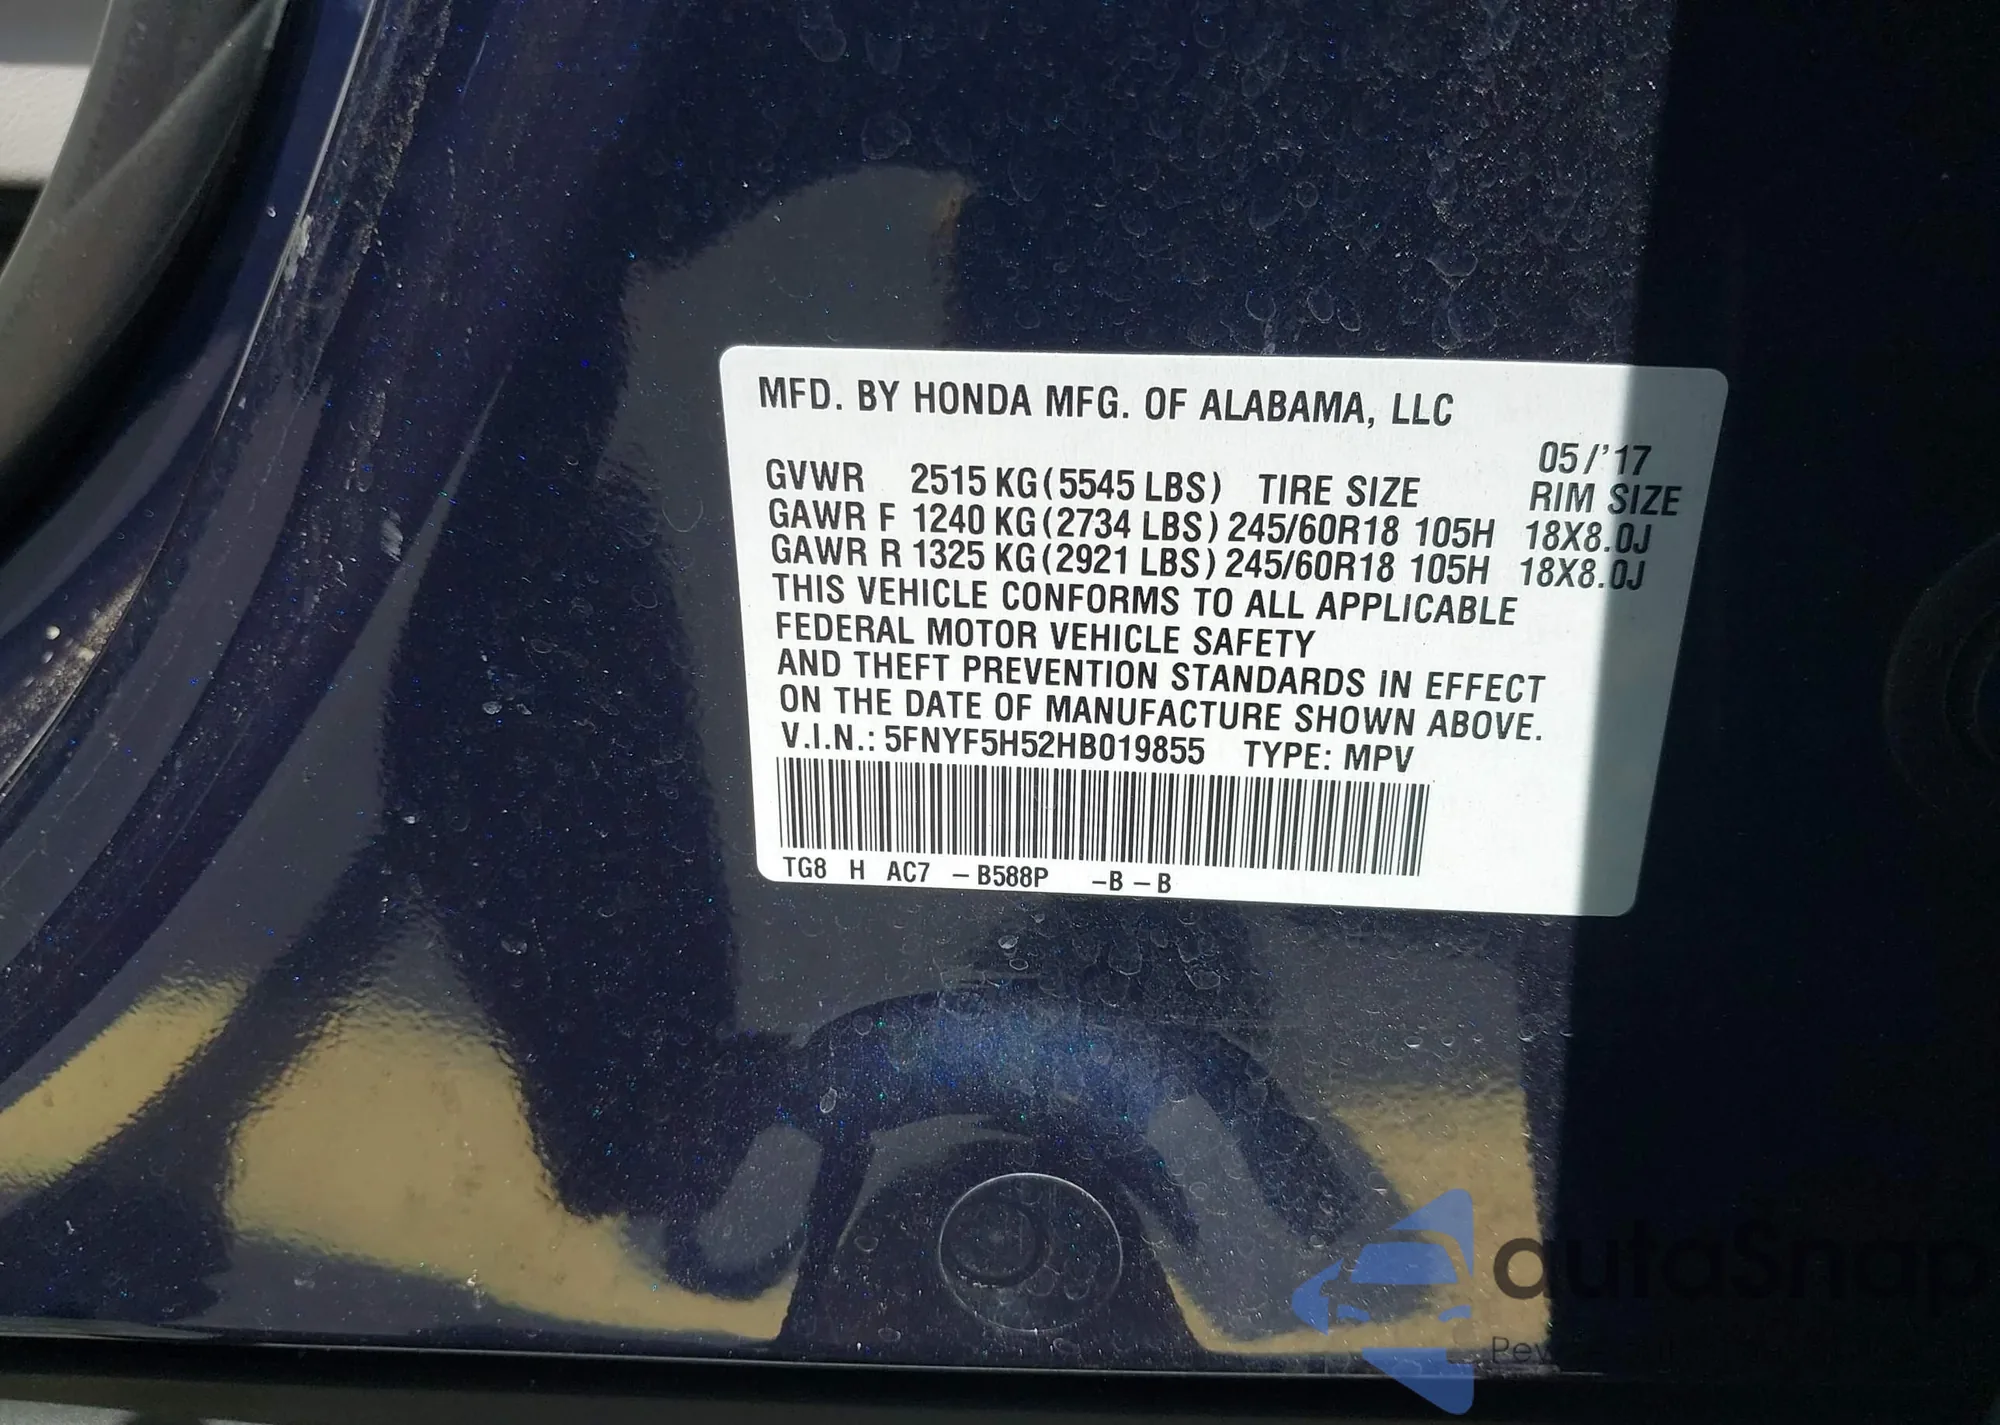 MFD. BY HONDA MFG. OF ALABAMA, LLC
05/'17
GVWR 2515 KG (5545 LBS) TIRE SIZE RIM SIZE
GAWR F 1240 KG (2734 LBS) 245/60R18 105H 18X8.0J
GAWR R 1325 KG (2921 LBS) 245/60R18 105H 18X8.0J
THIS VEHICLE CONFORMS TO ALL APPLICABLE
FEDERAL MOTOR VEHICLE SAFETY
AND THEFT PREVENTION STANDARDS IN EFFECT
ON THE DATE OF MANUFACTURE SHOWN ABOVE.
V.I.N.: 5FNYF5H52HB019855 TYPE: MPV
TG8 H AC7 – B588P – B – B
autaSnap